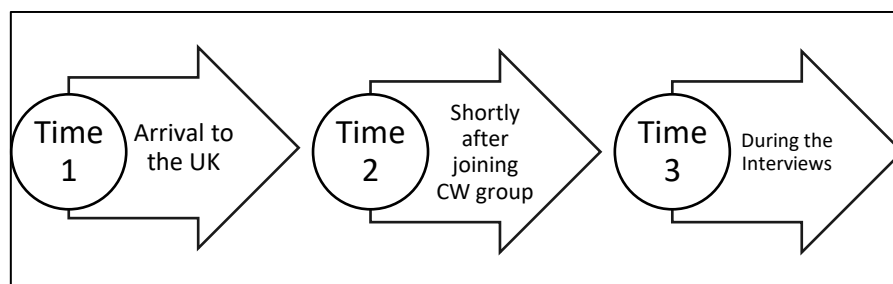 Time
1
Arrival to
the UK
Time
2
Shortly
after
joining
CW group
Time
3
During the
Interviews